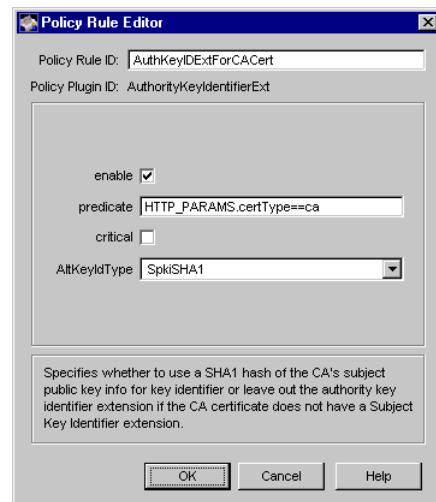 Policy Rule Editor
Policy Rule ID: AuthKeyIDExtForCACert
Policy Plugin ID: AuthorityKeyIdentifierExt
enable
predicate HTTP_PARAMS.certType==ca
critical
AltKeyIdType SpkiSHA1
Specifies whether to use a SHA1 hash of the CA's subject
public key info for key identifier or leave out the authority key
identifier extension if the CA certificate does not have a Subject
Key Identifier extension.
OK Cancel Help